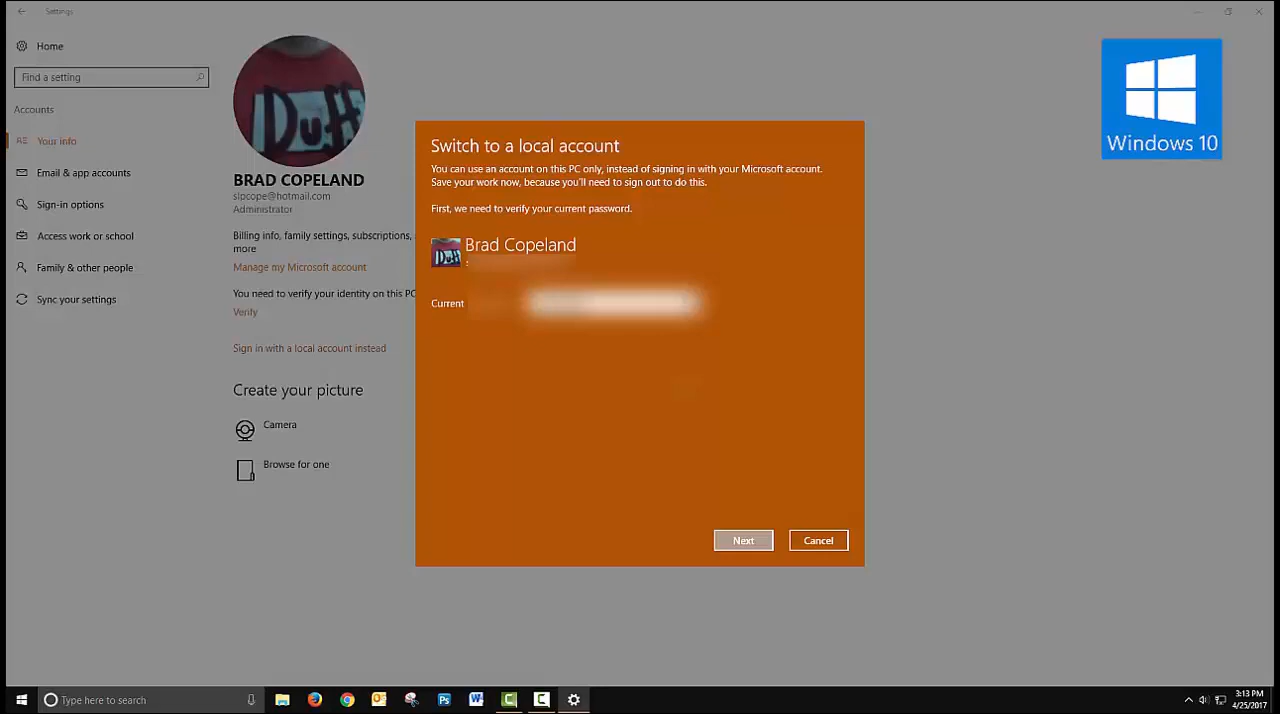 Settings
Home
Find a setting
Accounts
Your info
Email & app accounts
Sign-in options
Access work or school
Family & other people
Sync your settings
Duff
BRAD COPELAND
slpcope@hotmail.com
Administrator
Billing info, family settings, subscriptions,
more
Manage my Microsoft account
You need to verify your identity on this PC
Verify
Sign in with a local account instead
Create your picture
Camera
Browse for one
Switch to a local account
You can use an account on this PC only, instead of signing in with your Microsoft account.
Save your work now, because you'll need to sign out to do this.
First, we need to verify your current password.
Duff
Brad Copeland
Current
Next
Cancel
Windows 10
Type here to search
3:13 PM
4/25/2017